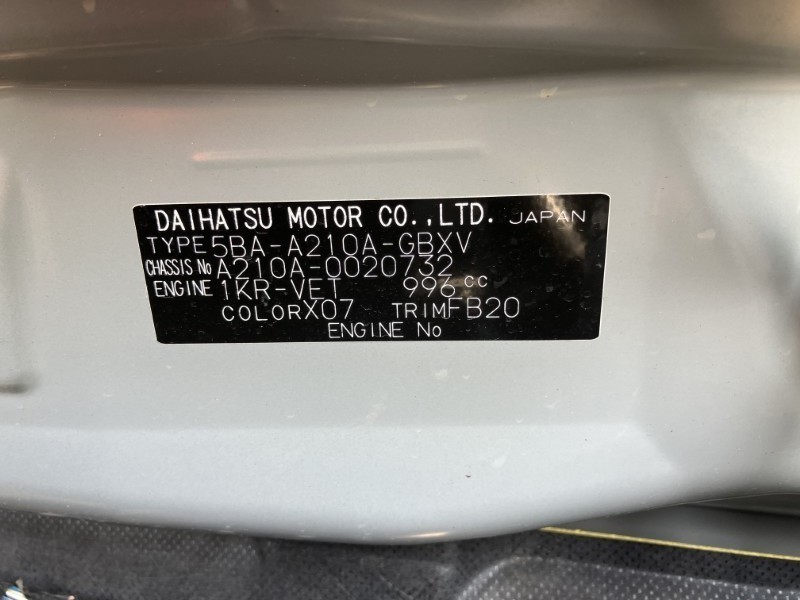 DAIHATSU MOTOR CO.,LTD. JAPAN
TYPE 5BA-A210A-GBXV
CHASSIS No A210A-0020732
ENGINE 1KR-VET 996 cc
COLOR X07 TRIM FB20
ENGINE No